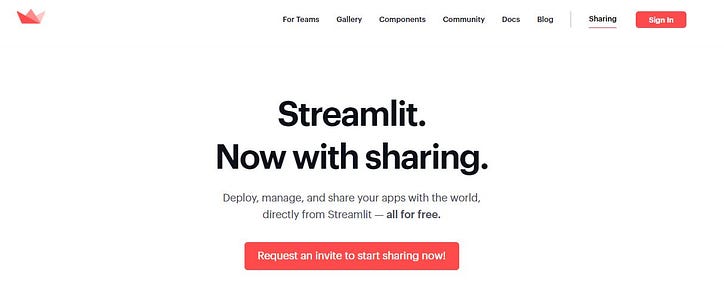 For Teams Gallery Components Community Docs Blog Sharing Sign in
Streamlit.
Now with sharing.
Deploy, manage, and share your apps with the world,
directly from Streamlit — all for free.
Request an invite to start sharing now!